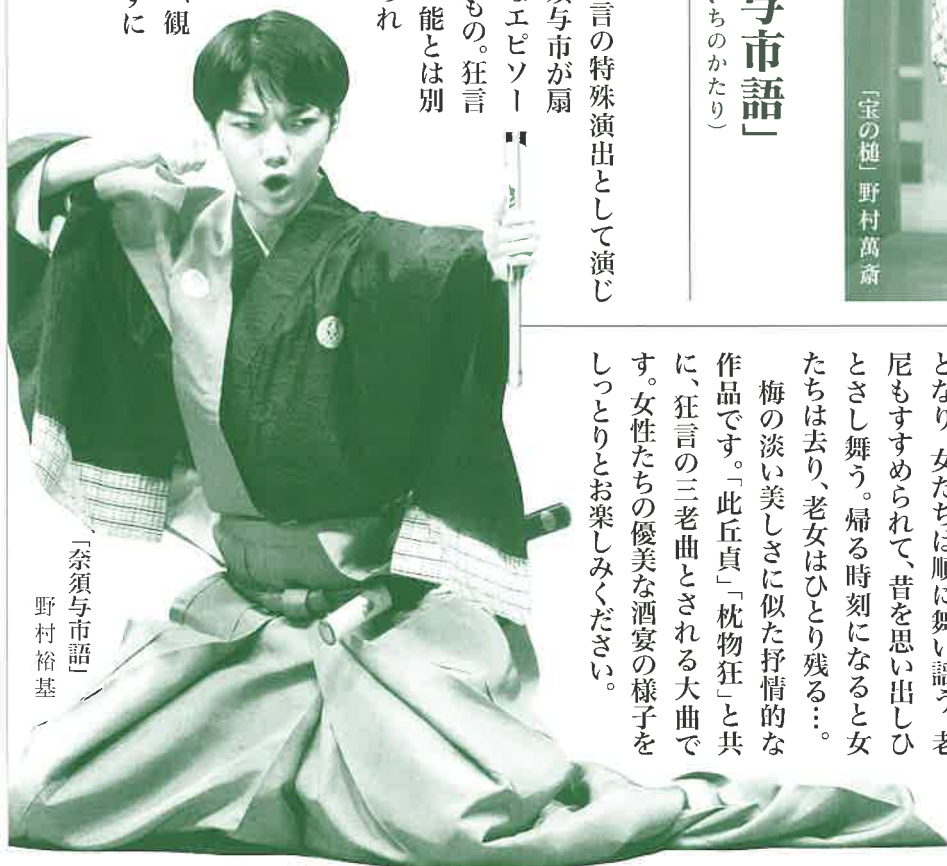 「宝の槌」野村萬斎
与市語」
ちのかたり）
言の特殊演出として演じ
須与市が扇
なエピソー
もの。狂言
能とは別
られ
観
ずに
となり、女たちは順に舞い謡う。老
尼もすすめられて、昔を思い出しひ
とさし舞う。帰る時刻になると女
たちは去り、老女はひとり残る…。
梅の淡い美しさに似た抒情的な
作品です。「比丘貞」「枕物狂」と共
に、狂言の三老曲とされる大曲で
す。女性たちの優美な酒宴の様子を
しっとりとお楽しみください。
「奈須与市語」
野村裕基